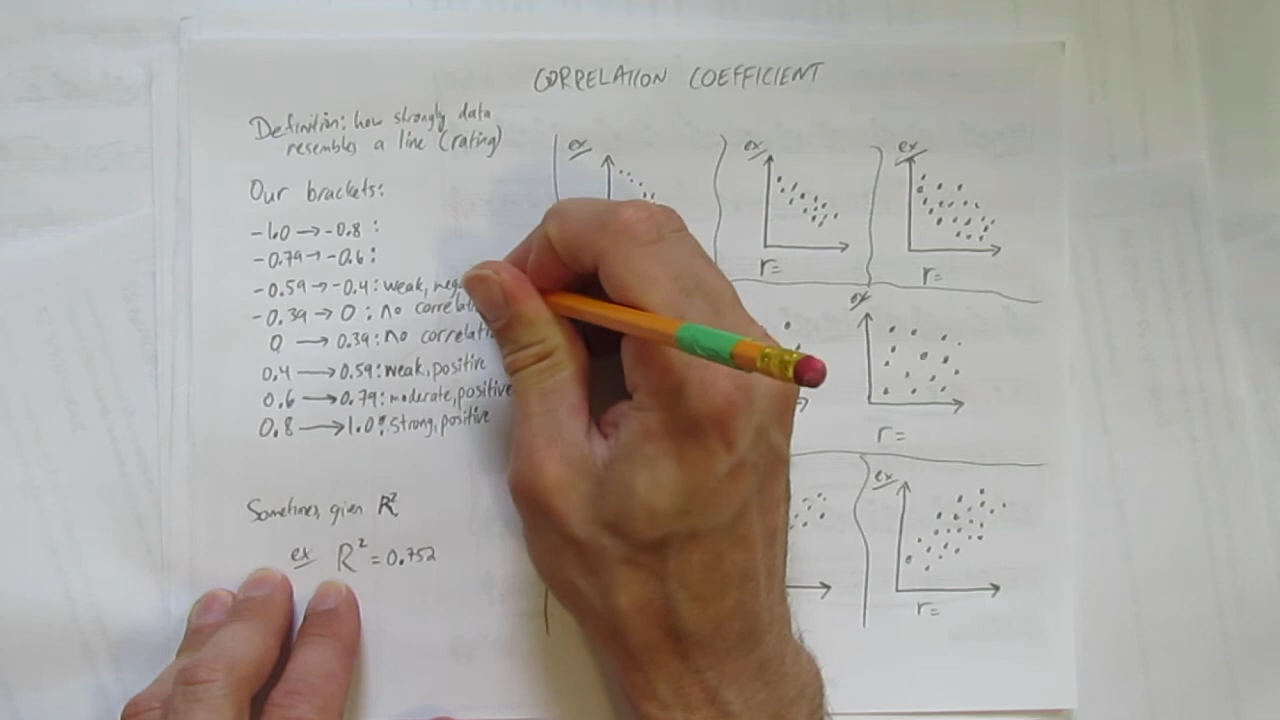 CORRELATION COEFFICIENT
Definition: how strongly data
resembles a line (rating)
Our brackets:
-1.0 → -0.8 :
-0.79 → -0.6 :
-0.59 → -0.4 : weak,
-0.39 → 0 : no
0 → 0.39 : no
0.4 → 0.59 : weak, positive
0.6 → 0.79 : moderate, positive
0.8 → 1.0 : strong, positive
Sometimes given R²
ex R² = 0.752
ex
ex
ex
r=
r=
ex
r=
ex
r=